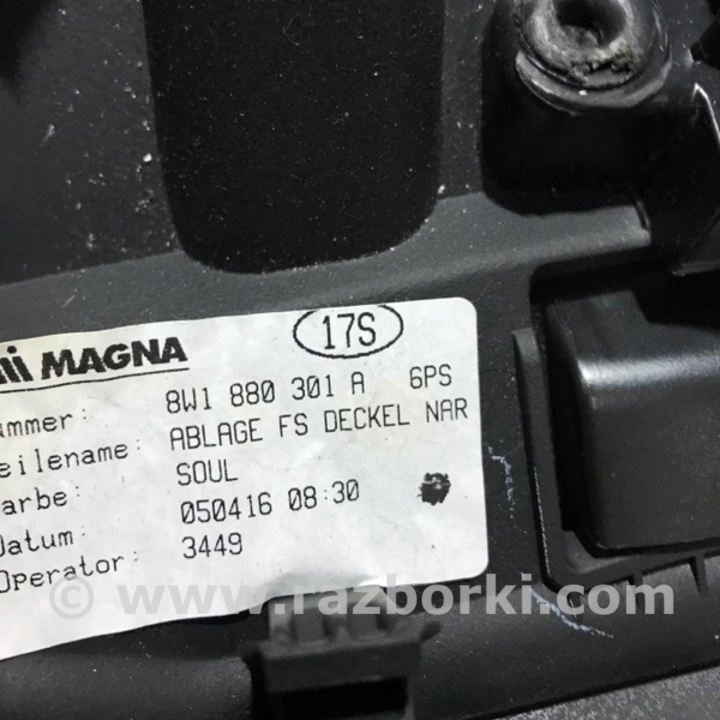 17S
MAGNA
ummer: 8W1 880 301 A 6PS
eilename: ABLAGE FS DECKEL NAR
arbe: SOUL
Datum: 050416 08:30
Operator: 3449
© www.razborki.com